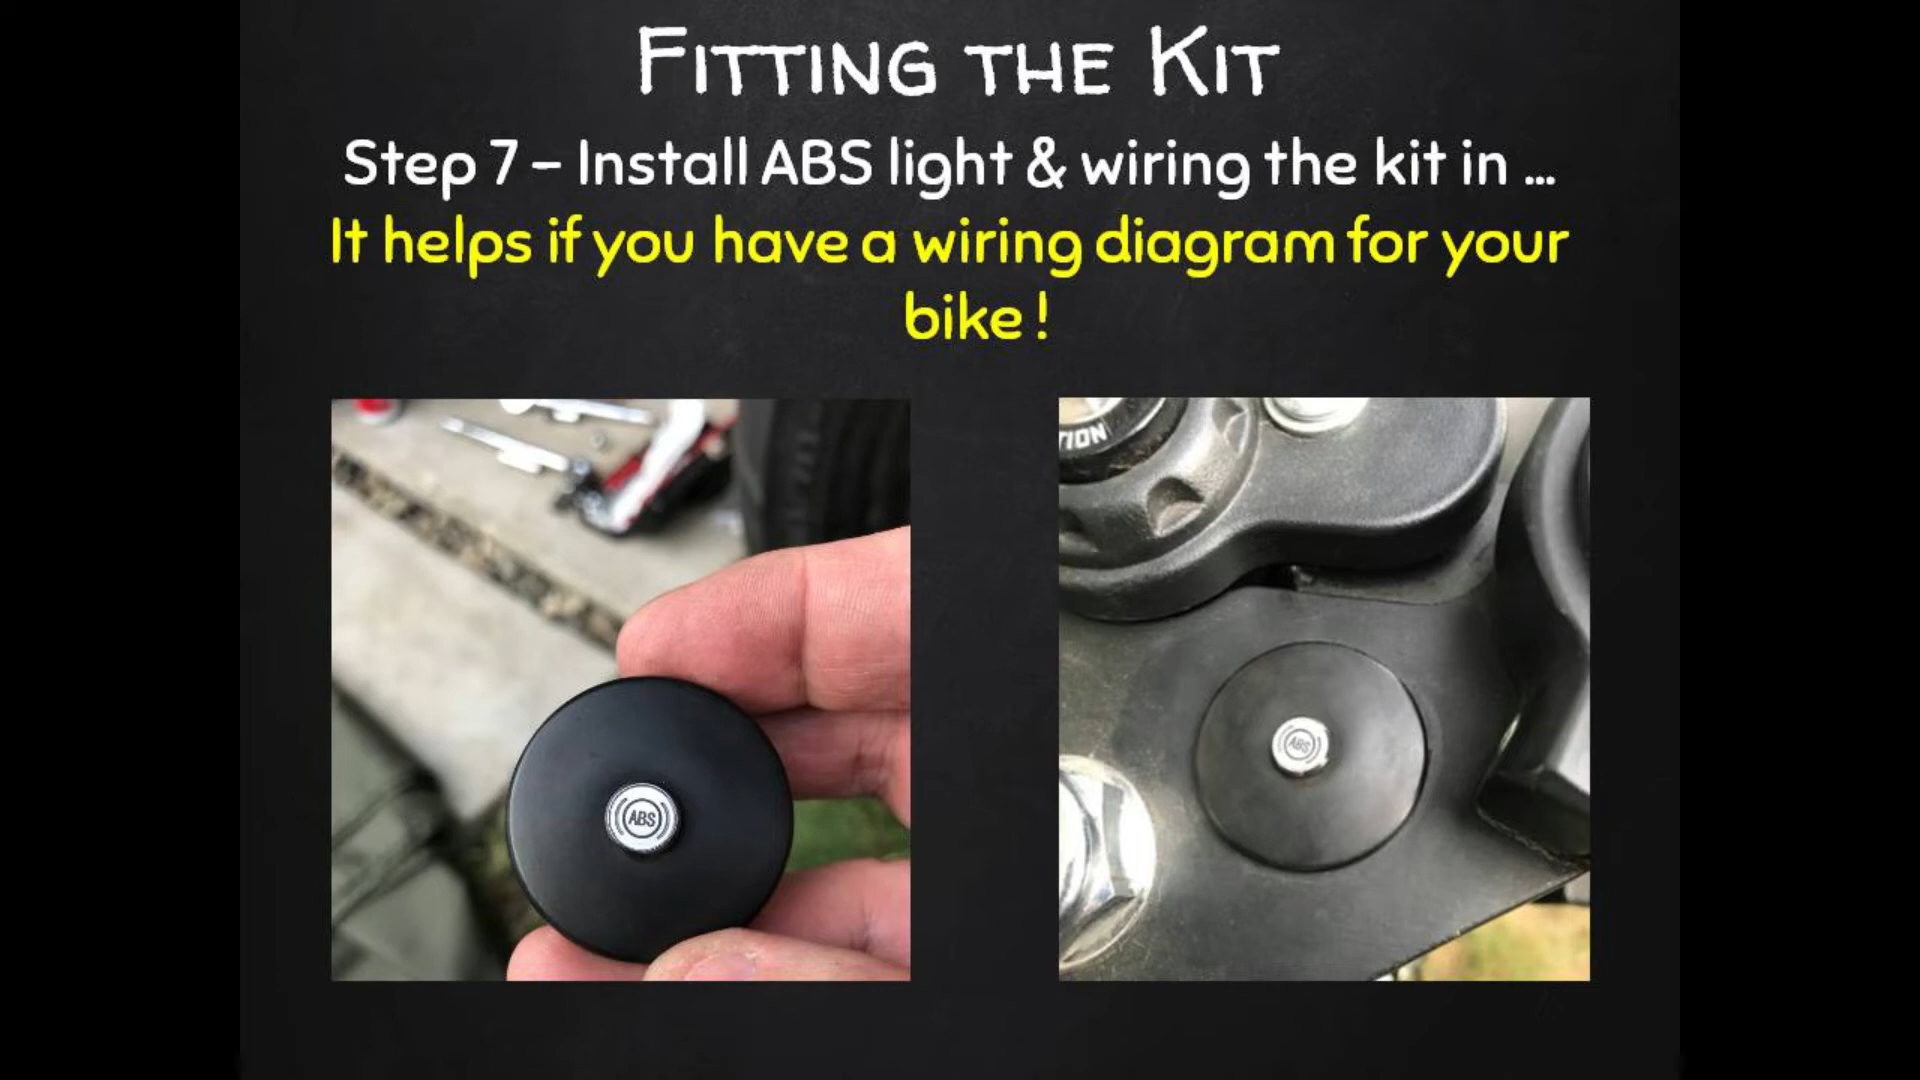 Fitting the Kit
Step 7 – Install ABS light & wiring the kit in ...
It helps if you have a wiring diagram for your
bike !
TION
ABS
ABS